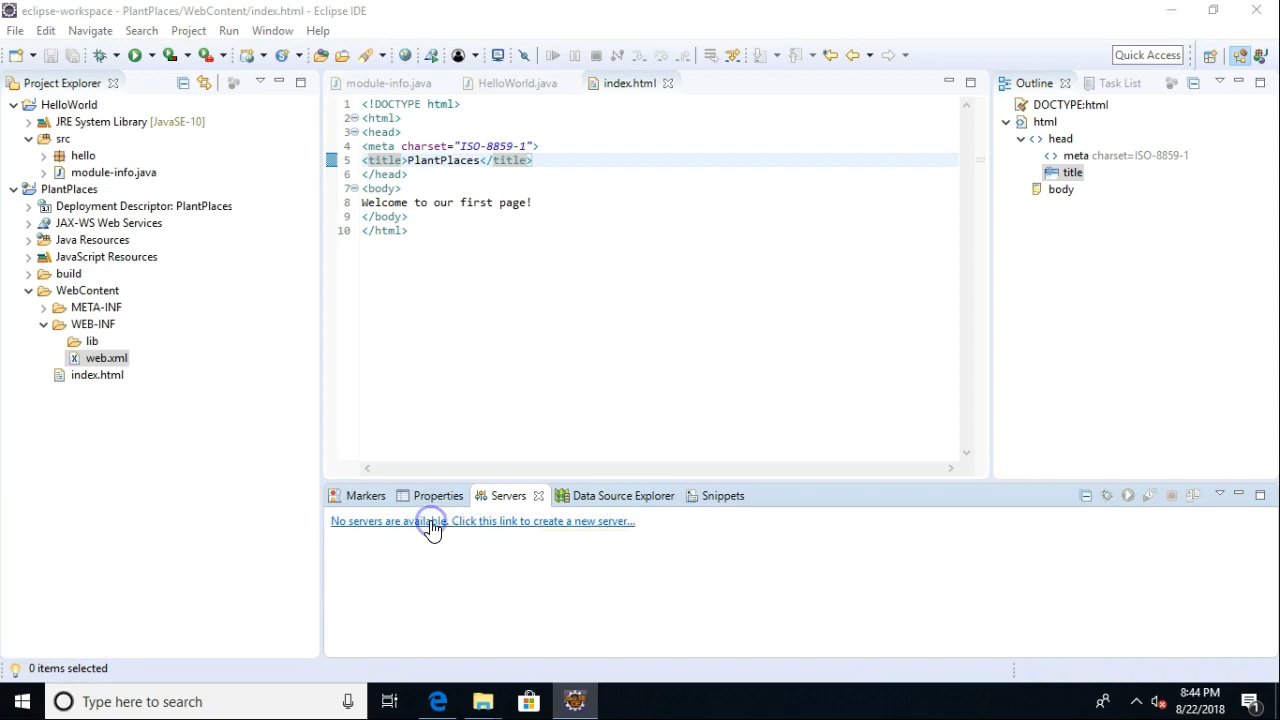 eclipse-workspace - PlantPlaces/WebContent/index.html - Eclipse IDE
File Edit Navigate Search Project Run Window Help
Quick Access
Project Explorer
module-info.java HelloWorld.java index.html
Outline Task List
HelloWorld
JRE System Library [JavaSE-10]
src
hello
module-info.java
PlantPlaces
Deployment Descriptor: PlantPlaces
JAX-WS Web Services
Java Resources
JavaScript Resources
build
WebContent
META-INF
WEB-INF
lib
web.xml
index.html
1 <!DOCTYPE html>
2 <html>
3 <head>
4 <meta charset="ISO-8859-1">
5 <title>PlantPlaces</title>
6 </head>
7 <body>
8 Welcome to our first page!
9 </body>
10 </html>
DOCTYPE:html
html
head
meta charset=ISO-8859-1
title
body
Markers Properties Servers Data Source Explorer Snippets
No servers are available. Click this link to create a new server...
0 items selected
Type here to search
8:44 PM
8/22/2018
1